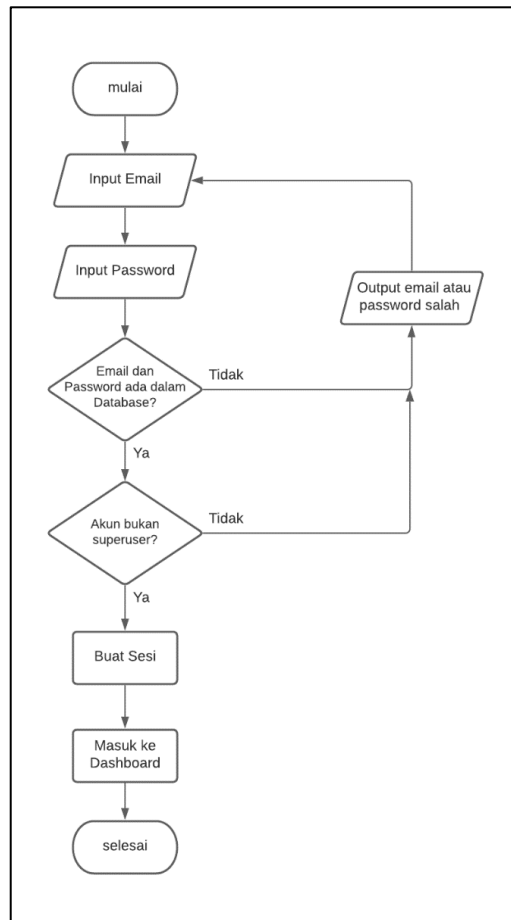 mulai
Input Email
Input Password
Output email atau
password salah
Email dan
Password ada dalam
Database?
Tidak
Ya
Akun bukan
superuser?
Tidak
Ya
Buat Sesi
Masuk ke
Dashboard
selesai